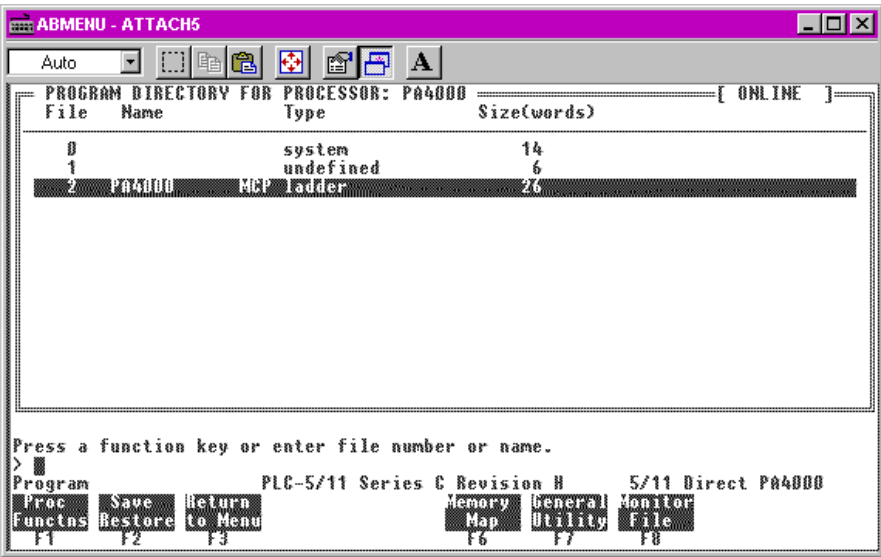 ABMENU - ATTACH5
Auto
A
PROGRAM DIRECTORY FOR PROCESSOR: PA4000 [ ONLINE ]
File Name Type Size(words)
0 system 14
1 undefined 6
2 PA4000 MCP ladder 26
Press a function key or enter file number or name.
>
Program PLC-5/11 Series C Revision H 5/11 Direct PA4000
Proc Save Return Memory General Monitor
Functns Restore to Menu Map Utility File
F1 F2 F3 F6 F7 F8